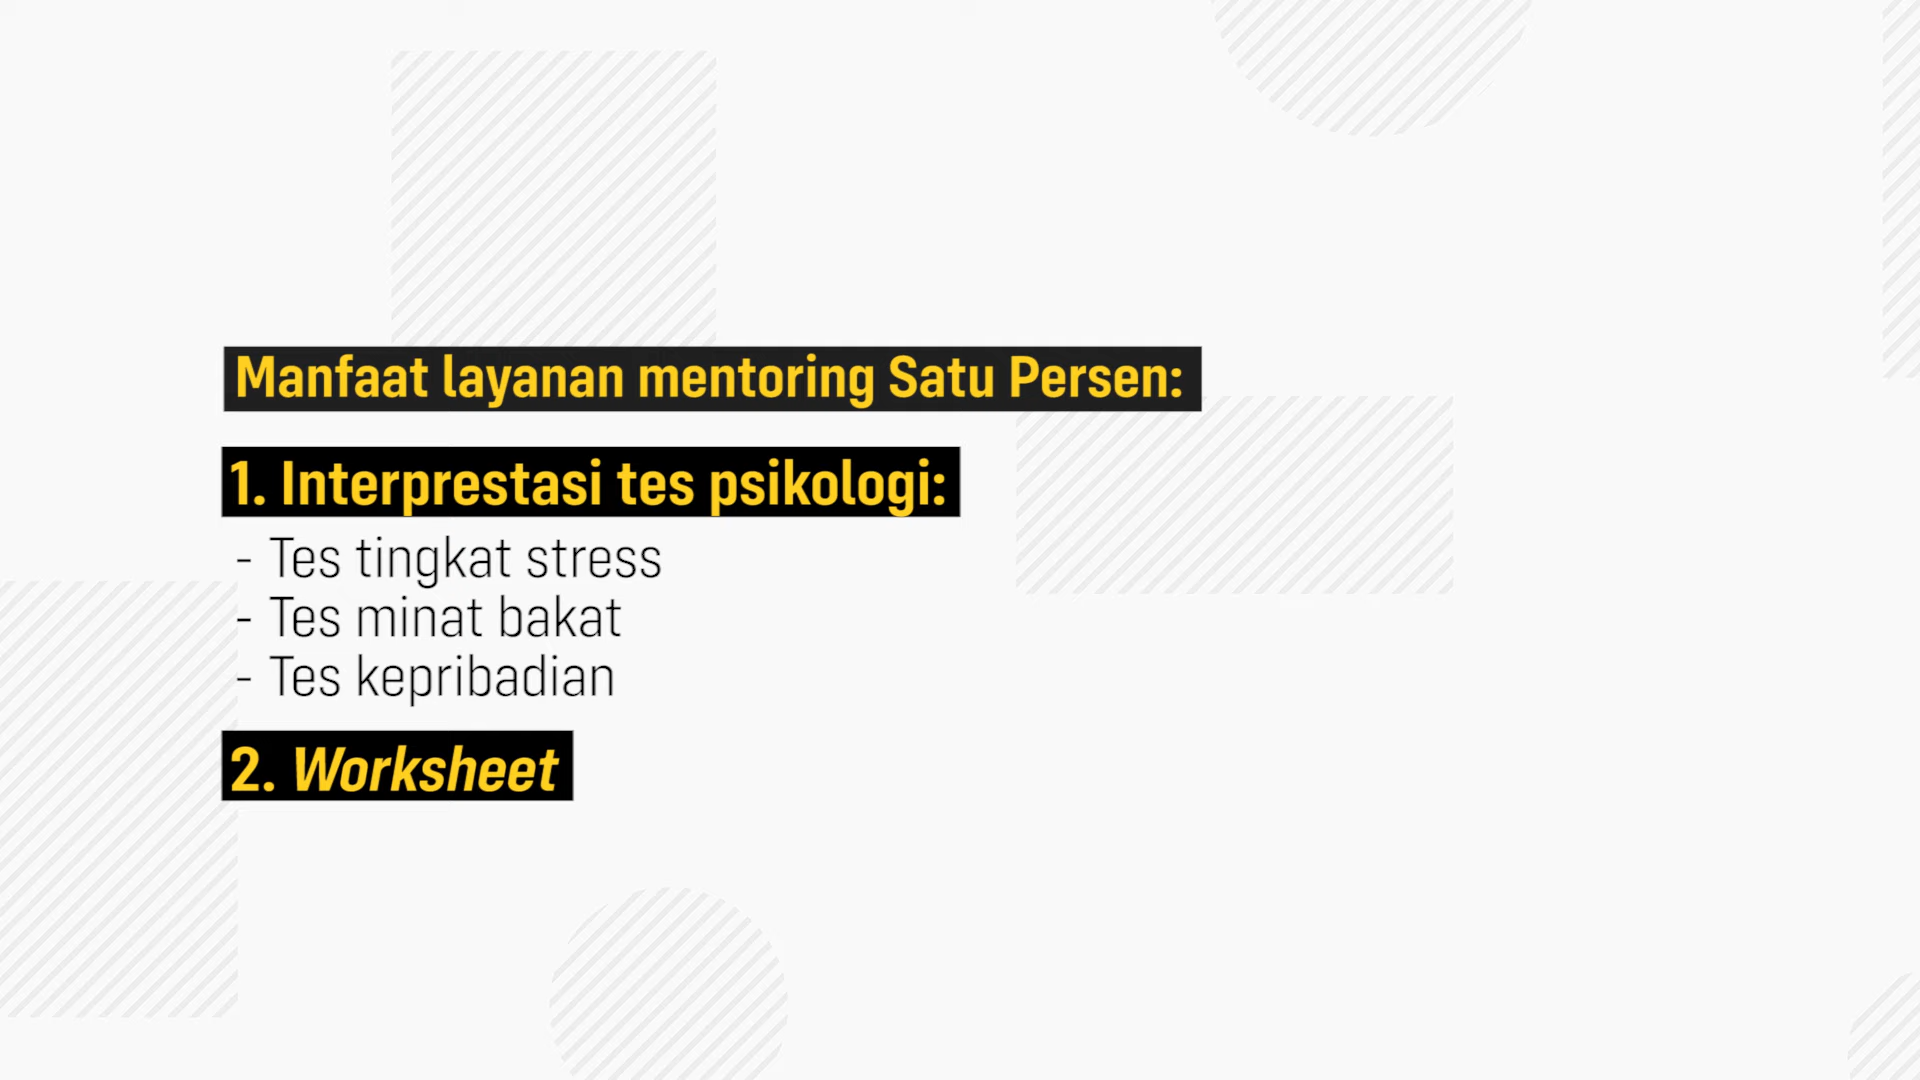 Manfaat layanan mentoring Satu Persen:
1. Interprestasi tes psikologi:
- Tes tingkat stress
- Tes minat bakat
- Tes kepribadian
2. Worksheet